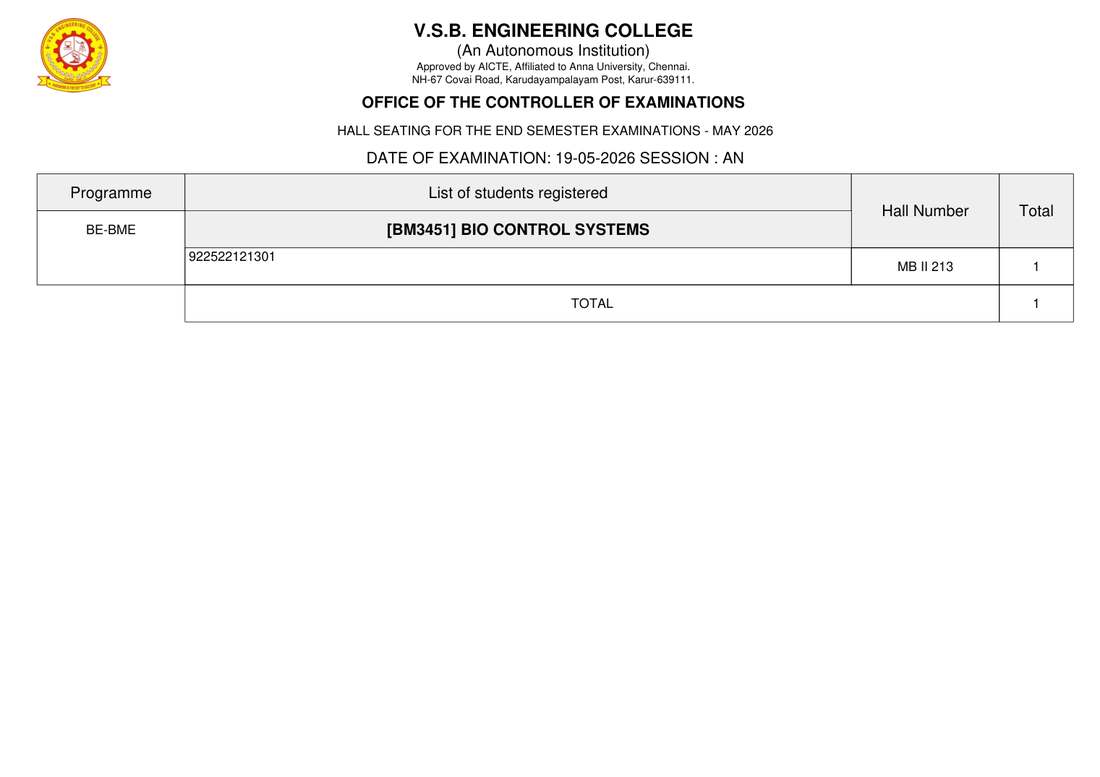 V.S.B. ENGINEERING COLLEGE
(An Autonomous Institution)
Approved by AICTE, Affiliated to Anna University, Chennai.
NH-67 Covai Road, Karudayampalayam Post, Karur-639111.
OFFICE OF THE CONTROLLER OF EXAMINATIONS
HALL SEATING FOR THE END SEMESTER EXAMINATIONS - MAY 2026
DATE OF EXAMINATION: 19-05-2026 SESSION : AN
Programme List of students registered Hall Number Total
BE-BME [BM3451] BIO CONTROL SYSTEMS
922522121301 MB II 213 1
TOTAL 1